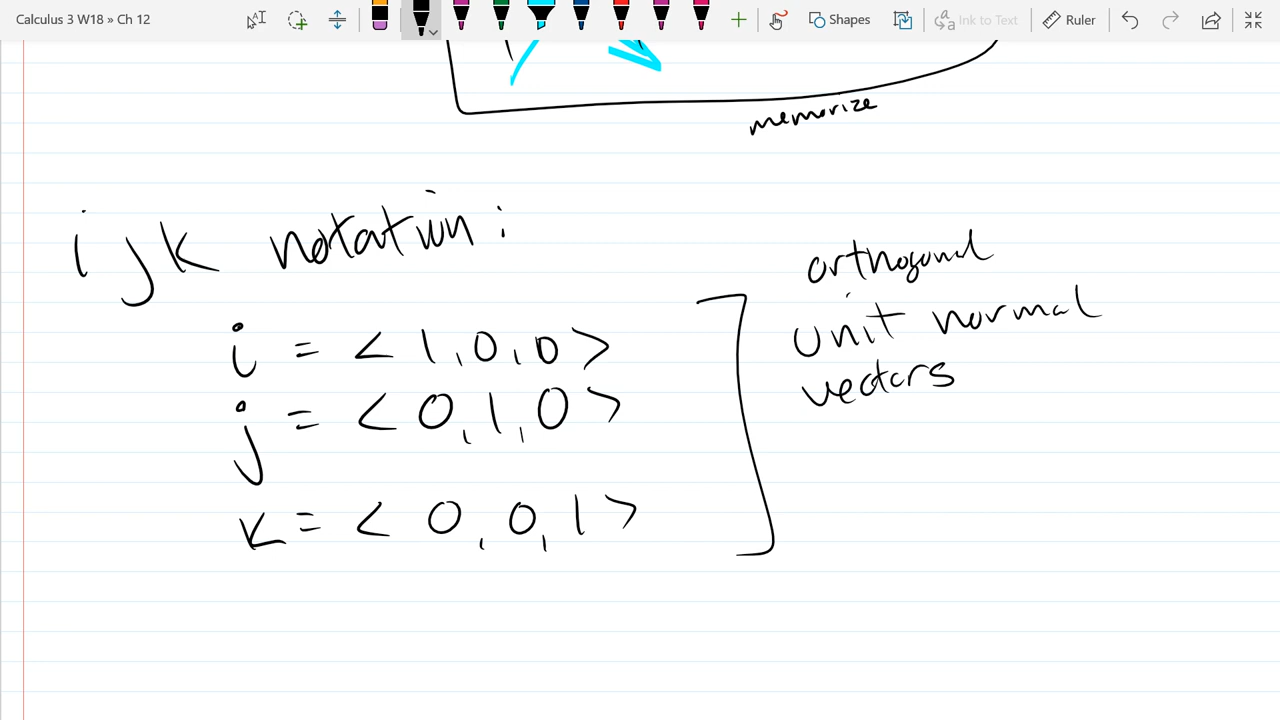 Calculus 3 W18 » Ch 12
Shapes
Ink to Text
Ruler
memorize
i j k notation:
i = < 1, 0, 0 >
j = < 0, 1, 0 >
k = < 0, 0, 1 >
orthogonal
unit normal
vectors